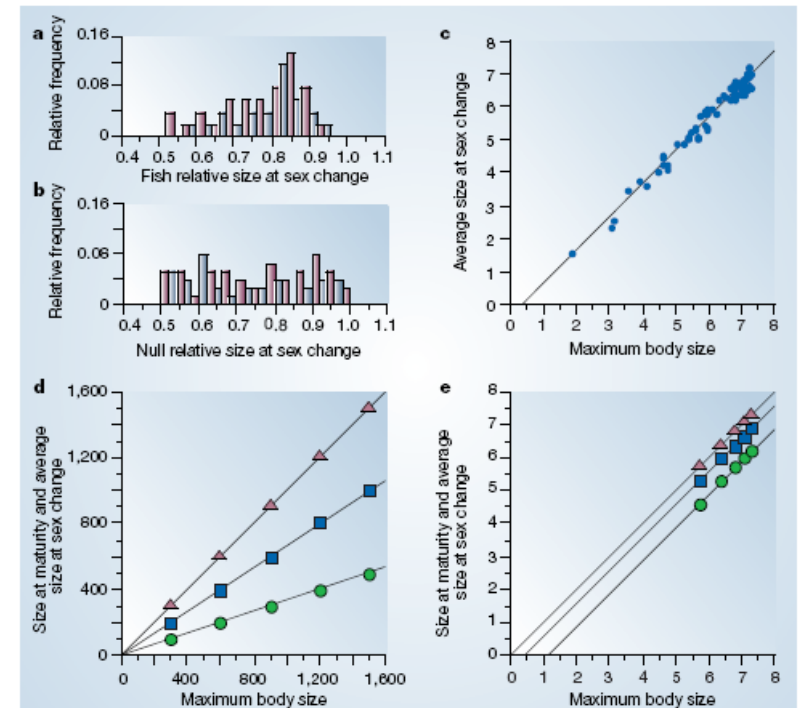 a
Relative frequency
0.16
0.08
0
0.4 0.5 0.6 0.7 0.8 0.9 1.0 1.1
Fish relative size at sex change
b
Relative frequency
0.16
0.06
0
0.4 0.5 0.6 0.7 0.8 0.9 1.0 1.1
Null relative size at sex change
c
Average size at sex change
8
7
6
5
4
3
2
1
0
0 1 2 3 4 5 6 7 8
Maximum body size
d
Size at maturity and average
size at sex change
1,600
1,200
800
400
0
0 400 800 1,200 1,600
Maximum body size
e
Size at maturity and average
size at sex change
8
7
6
5
4
3
2
1
0
0 1 2 3 4 5 6 7 8
Maximum body size